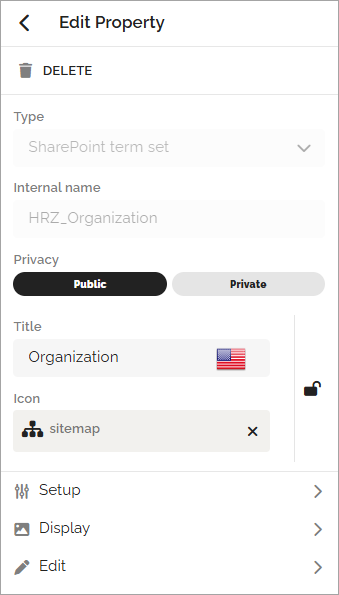 Edit Property
DELETE
Type
SharePoint term set
Internal name
HRZ_Organization
Privacy
Public Private
Title
Organization
Icon
sitemap
Setup
Display
Edit